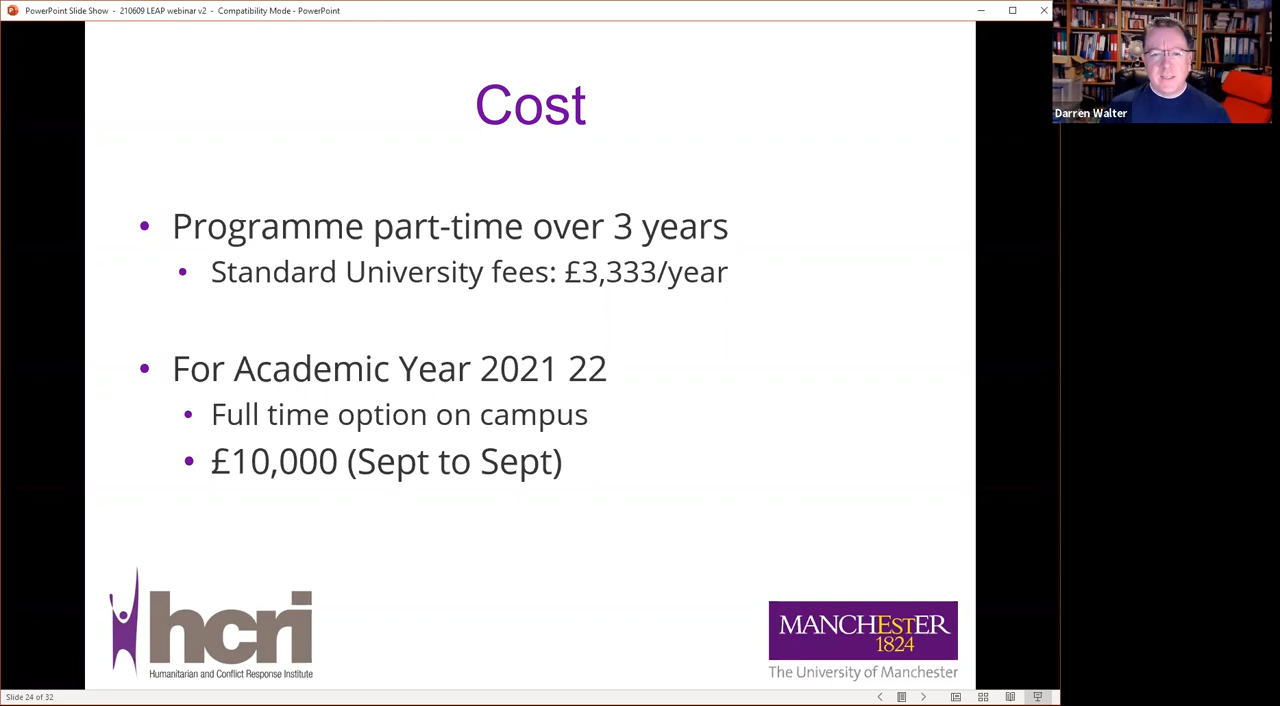 PowerPoint Slide Show - 210609 LEAP webinar v2 - Compatibility Mode - PowerPoint
Darren Walter
Cost
• Programme part-time over 3 years
• Standard University fees: £3,333/year
• For Academic Year 2021 22
• Full time option on campus
• £10,000 (Sept to Sept)
hcri
Humanitarian and Conflict Response Institute
MANCHESTER
1824
The University of Manchester
Slide 24 of 32